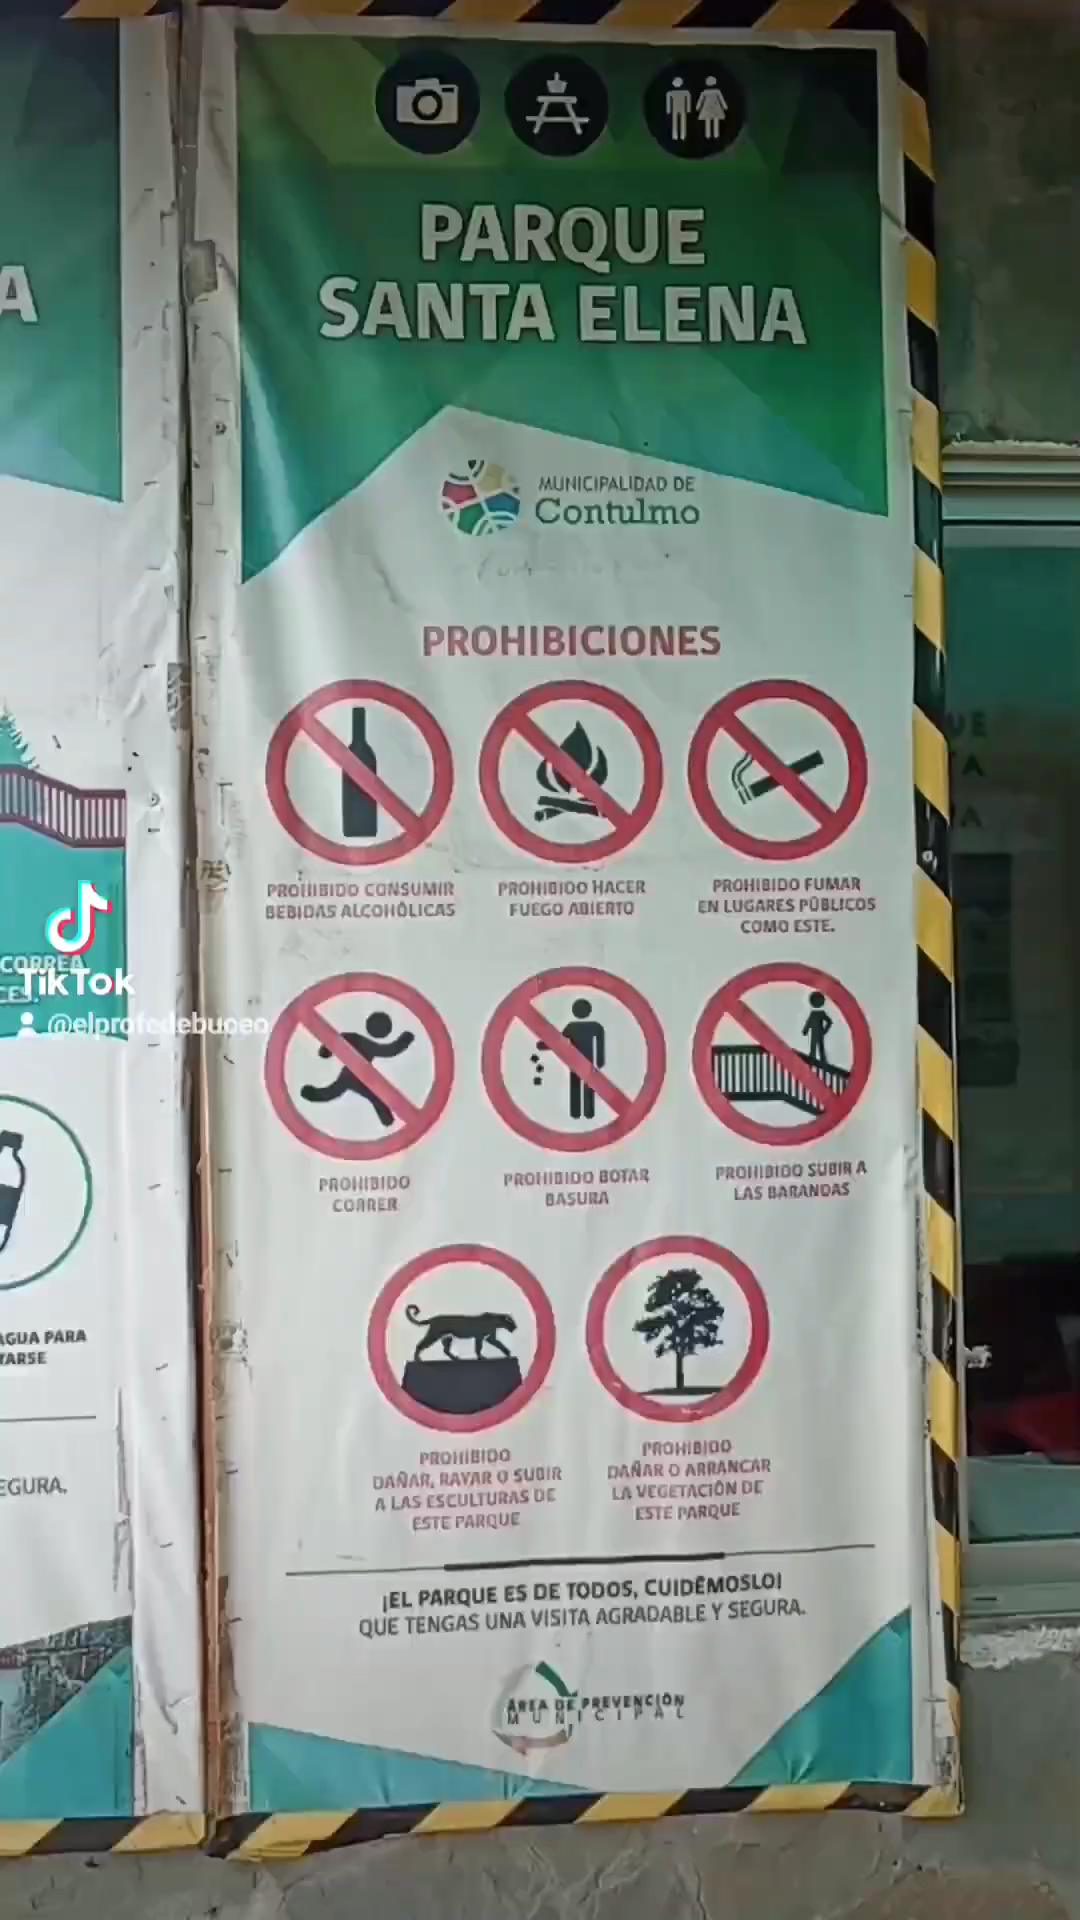 PARQUE
SANTA ELENA
MUNICIPALIDAD DE
Contulmo
PROHIBICIONES
PROHIBIDO CONSUMIR
BEBIDAS ALCOHÓLICAS
PROHIBIDO HACER
FUEGO ABIERTO
PROHIBIDO FUMAR
EN LUGARES PÚBLICOS
COMO ESTE.
PROHIBIDO
CORRER
PROHIBIDO BOTAR
BASURA
PROHIBIDO SUBIR A
LAS BARANDAS
PROHIBIDO
DAÑAR, RAYAR O SUBIR
A LAS ESCULTURAS DE
ESTE PARQUE
PROHIBIDO
DAÑAR O ARRANCAR
LA VEGETACIÓN DE
ESTE PARQUE
¡EL PARQUE ES DE TODOS, CUIDÉMOSLO!
QUE TENGAS UNA VISITA AGRADABLE Y SEGURA.
ÁREA DE PREVENCIÓN
MUNICIPAL
A
CORREA
CES.
TikTok
@elprofedebuceo
AGUA PARA
TARSE
EGURA.